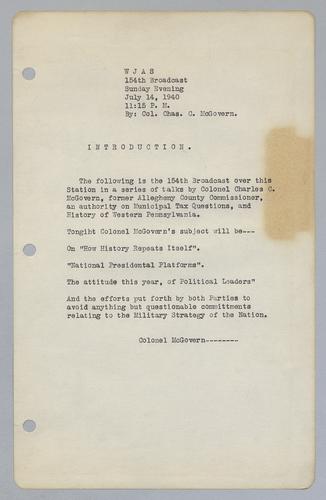 W J A S
154th Broadcast
Sunday Evening
July 14, 1940
11:15 P. M.
By: Col. Chas. C. McGovern.
I N T R O D U C T I O N .
The following is the 154th Broadcast over this
Station in a series of talks by Colonel Charles C.
McGovern, former Allegheny County Commissioner,
an authority on Municipal Tax Questions, and
History of Western Pennsylvania.
Tongibt Colonel McGovern's subject will be---
On "How History Repeats Itself".
"National Presidential Platforms".
The attitude this year, of Political Leaders"
And the efforts put forth by both Parties to
avoid anything but questionable commitments
relating to the Military Strategy of the Nation.
Colonel McGovern--------